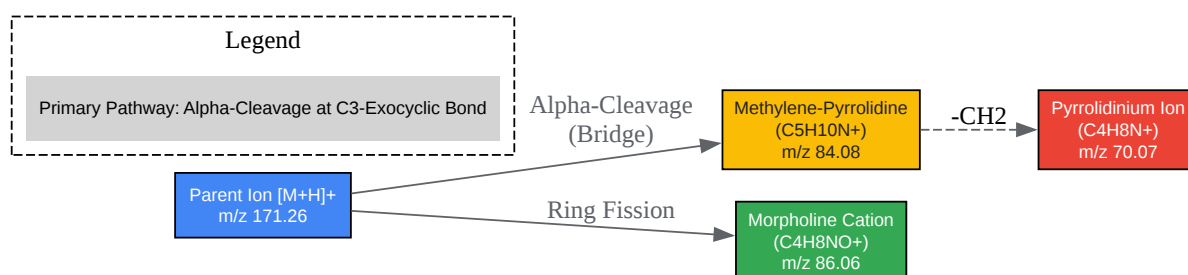 Legend
Primary Pathway: Alpha-Cleavage at C3-Exocyclic Bond
Alpha-Cleavage
(Bridge)
Methylene-Pyrrolidine
(C5H10N+)
m/z 84.08
-CH2
Pyrrolidinium Ion
(C4H8N+)
m/z 70.07
Parent Ion [M+H]+
m/z 171.26
Ring Fission
Morpholine Cation
(C4H8NO+)
m/z 86.06